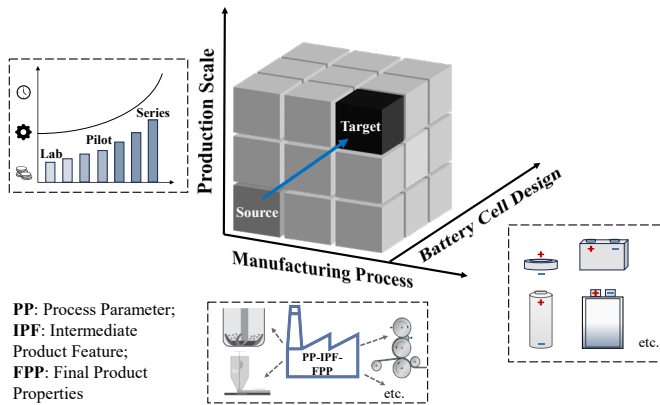 Production Scale
Series
Pilot
Lab
Target
Source
Battery Cell Design
Manufacturing Process
+
−
+
−
+
−
+ −
etc.
PP: Process Parameter;
IPF: Intermediate
Product Feature;
FPP: Final Product
Properties
PP-IPF-
FPP
etc.